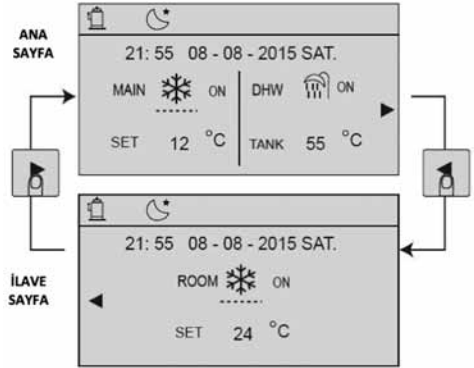 ANA
SAYFA
21: 55 08 - 08 - 2015 SAT.
MAIN ON DHW ON
SET 12 °C TANK 55 °C
İLAVE
SAYFA
21: 55 08 - 08 - 2015 SAT.
ROOM ON
SET 24 °C